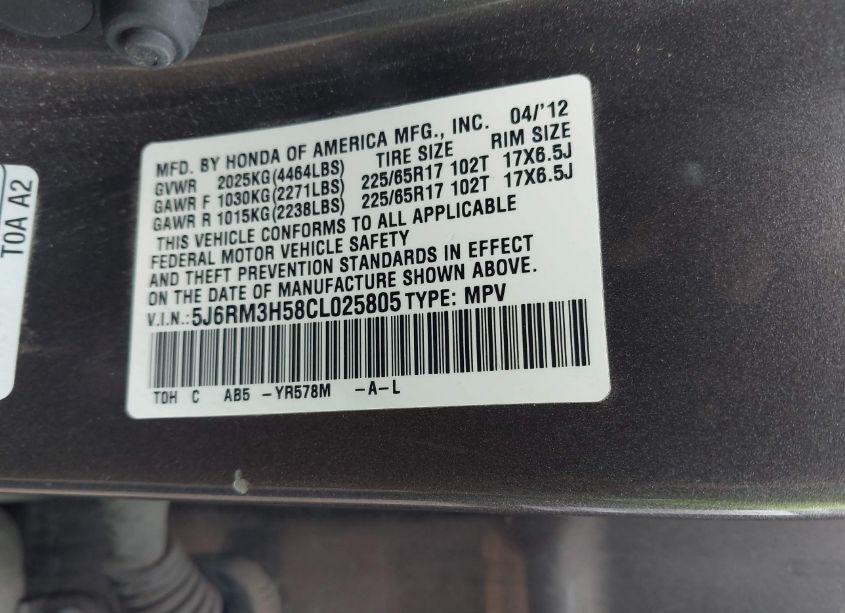 MFD. BY HONDA OF AMERICA MFG., INC. 04/'12
GVWR 2025KG(4464LBS) TIRE SIZE RIM SIZE
GAWR F 1030KG(2271LBS) 225/65R17 102T 17X6.5J
GAWR R 1015KG(2238LBS) 225/65R17 102T 17X6.5J
THIS VEHICLE CONFORMS TO ALL APPLICABLE
FEDERAL MOTOR VEHICLE SAFETY
AND THEFT PREVENTION STANDARDS IN EFFECT
ON THE DATE OF MANUFACTURE SHOWN ABOVE.
V.I.N.:5J6RM3H58CL025805 TYPE: MPV
T0H C AB5 -YR578M -A-L
T0A A2